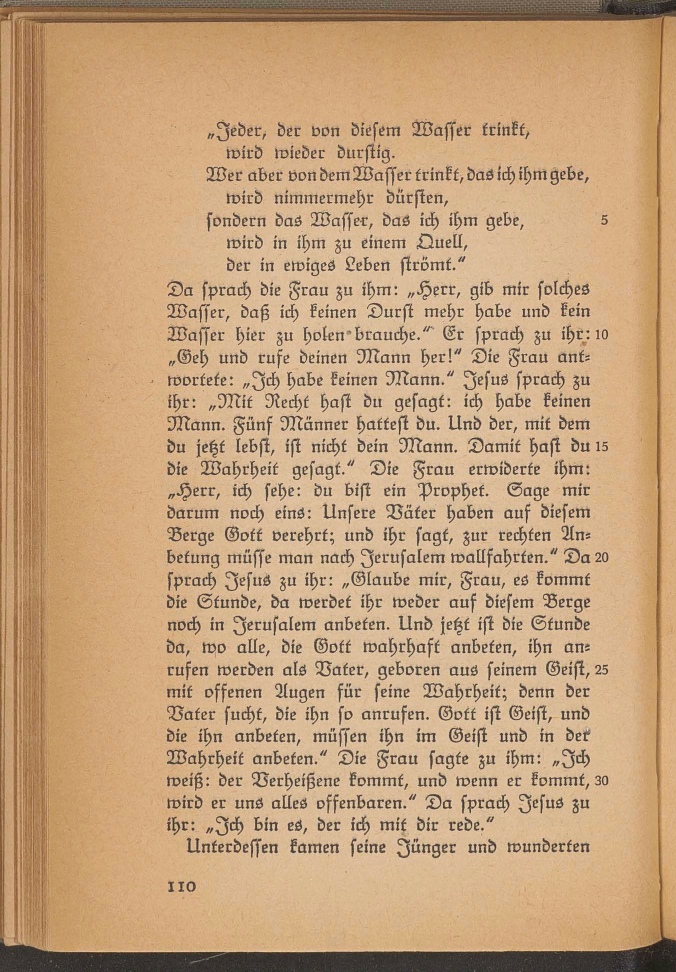 „Jeder, der von diesem Wasser trinkt,
wird wieder durstig.
Wer aber von dem Wasser trinkt, das ich ihm gebe,
wird nimmermehr dürsten,
sondern das Wasser, das ich ihm gebe, 5
wird in ihm zu einem Quell,
der in ewiges Leben strömt.“
Da sprach die Frau zu ihm: „Herr, gib mir solches
Wasser, daß ich keinen Durst mehr habe und kein
Wasser hier zu holen brauche.“ Er sprach zu ihr: 10
„Geh und rufe deinen Mann her!“ Die Frau ant-
wortete: „Ich habe keinen Mann.“ Jesus sprach zu
ihr: „Mit Recht hast du gesagt: ich habe keinen
Mann. Fünf Männer hattest du. Und der, mit dem
du jetzt lebst, ist nicht dein Mann. Damit hast du 15
die Wahrheit gesagt.“ Die Frau erwiderte ihm:
„Herr, ich sehe: du bist ein Prophet. Sage mir
darum noch eins: Unsere Väter haben auf diesem
Berge Gott verehrt; und ihr sagt, zur rechten An-
betung müsse man nach Jerusalem wallfahrten.“ Da 20
sprach Jesus zu ihr: „Glaube mir, Frau, es kommt
die Stunde, da werdet ihr weder auf diesem Berge
noch in Jerusalem anbeten. Und jetzt ist die Stunde
da, wo alle, die Gott wahrhaft anbeten, ihn an-
rufen werden als Vater, geboren aus seinem Geist, 25
mit offenen Augen für seine Wahrheit; denn der
Vater sucht, die ihn so anrufen. Gott ist Geist, und
die ihn anbeten, müssen ihn im Geist und in der
Wahrheit anbeten.“ Die Frau sagte zu ihm: „Ich
weiß: der Verheißene kommt, und wenn er kommt, 30
wird er uns alles offenbaren.“ Da sprach Jesus zu
ihr: „Ich bin es, der ich mit dir rede.“
Unterdessen kamen seine Jünger und wunderten
110